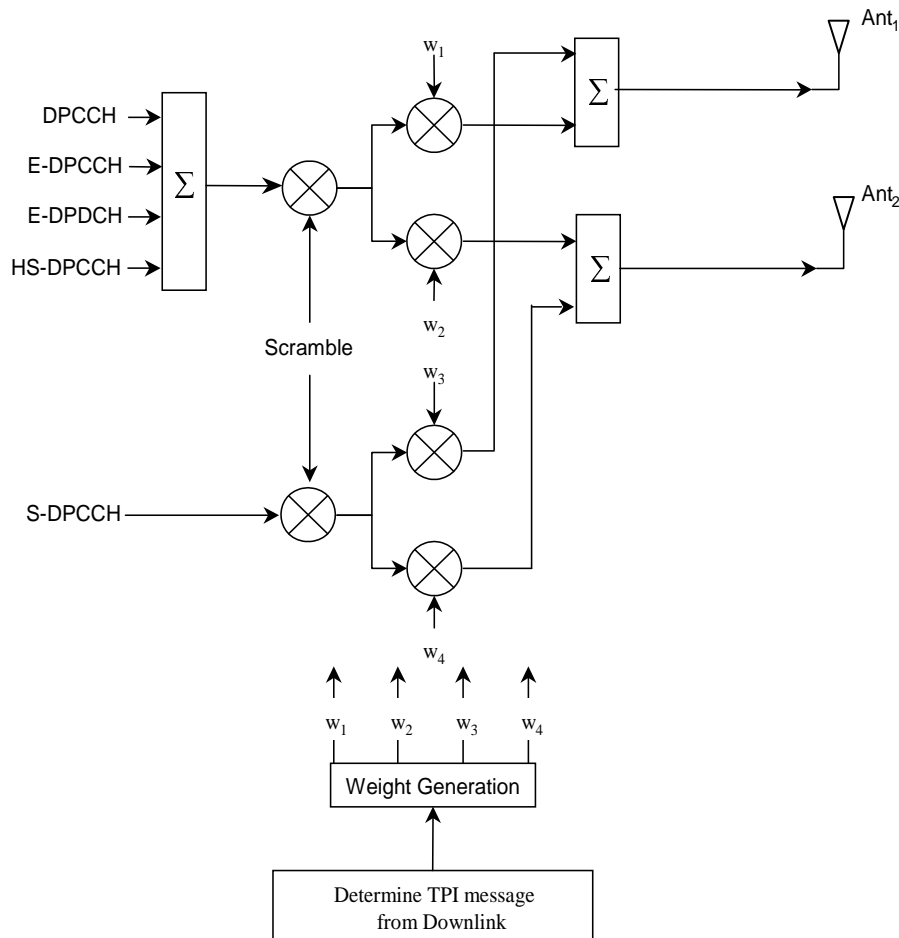 Ant₁
w₁
DPCCH
Σ
E-DPCCH
Σ
E-DPDCH
Ant₂
HS-DPCCH
Σ
w₂
Scramble
w₃
S-DPCCH
w₄
w₁ w₂ w₃ w₄
Weight Generation
Determine TPI message
from Downlink